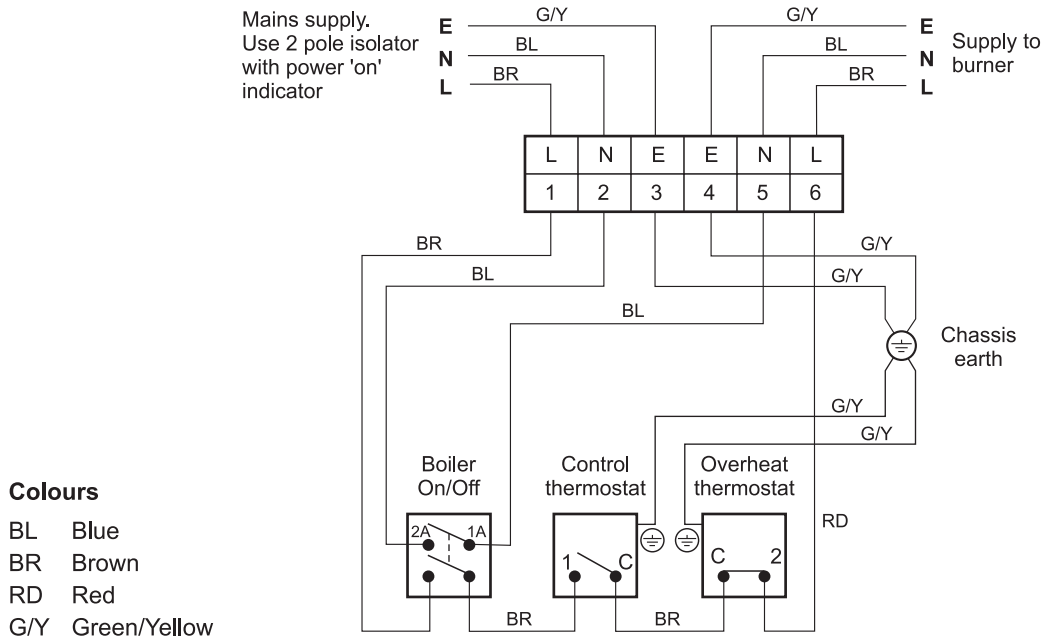 Mains supply.
Use 2 pole isolator
with power 'on'
indicator
E
N
L
G/Y
BL
BR
G/Y
BL
BR
E
N
L
Supply to
burner
L N E E N L
1 2 3 4 5 6
BR
BL
BL
G/Y
G/Y
Chassis
earth
G/Y
G/Y
Boiler
On/Off
Control
thermostat
Overheat
thermostat
RD
2A 1A
1 C
C 2
BR
BR
Colours
BL Blue
BR Brown
RD Red
G/Y Green/Yellow